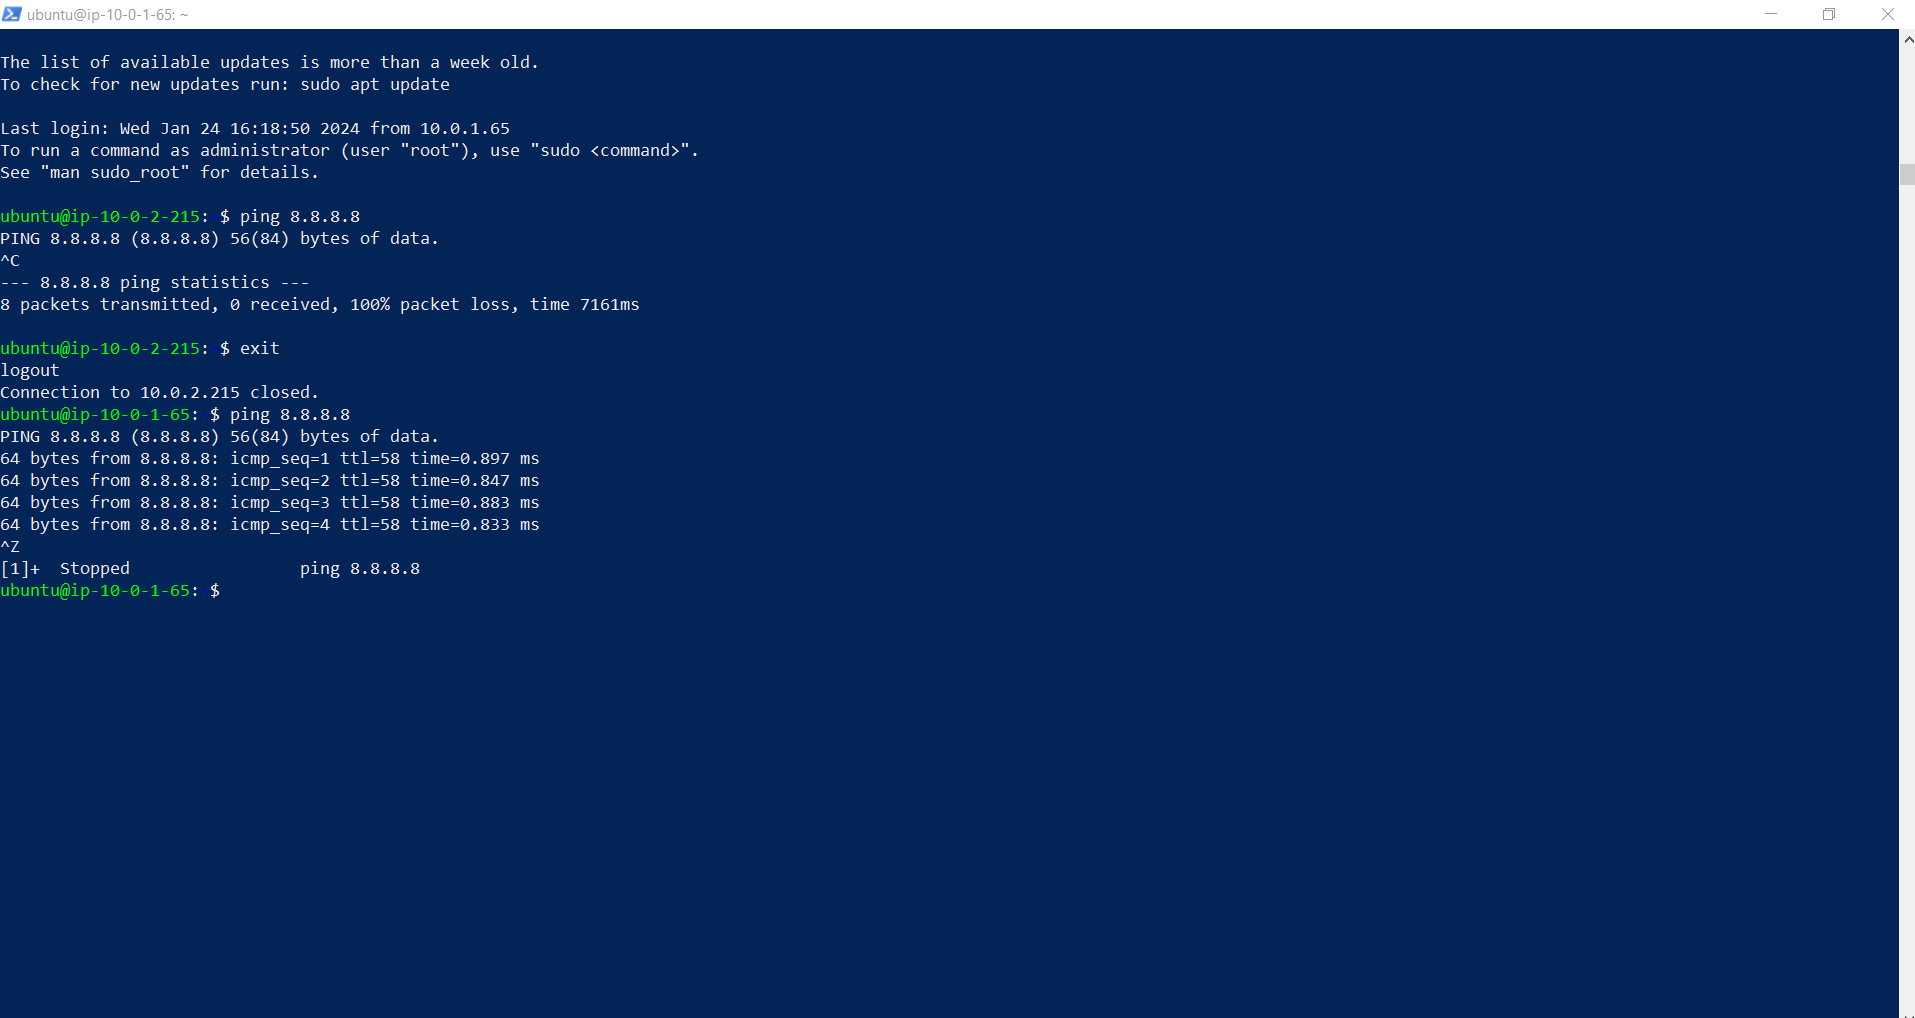 ubuntu@ip-10-0-1-65: ~
The list of available updates is more than a week old.
To check for new updates run: sudo apt update
Last login: Wed Jan 24 16:18:50 2024 from 10.0.1.65
To run a command as administrator (user "root"), use "sudo <command>".
See "man sudo_root" for details.
ubuntu@ip-10-0-2-215:~$ ping 8.8.8.8
PING 8.8.8.8 (8.8.8.8) 56(84) bytes of data.
^C
--- 8.8.8.8 ping statistics ---
8 packets transmitted, 0 received, 100% packet loss, time 7161ms
ubuntu@ip-10-0-2-215:~$ exit
logout
Connection to 10.0.2.215 closed.
ubuntu@ip-10-0-1-65:~$ ping 8.8.8.8
PING 8.8.8.8 (8.8.8.8) 56(84) bytes of data.
64 bytes from 8.8.8.8: icmp_seq=1 ttl=58 time=0.897 ms
64 bytes from 8.8.8.8: icmp_seq=2 ttl=58 time=0.847 ms
64 bytes from 8.8.8.8: icmp_seq=3 ttl=58 time=0.883 ms
64 bytes from 8.8.8.8: icmp_seq=4 ttl=58 time=0.833 ms
^Z
[1]+  Stopped                 ping 8.8.8.8
ubuntu@ip-10-0-1-65:~$